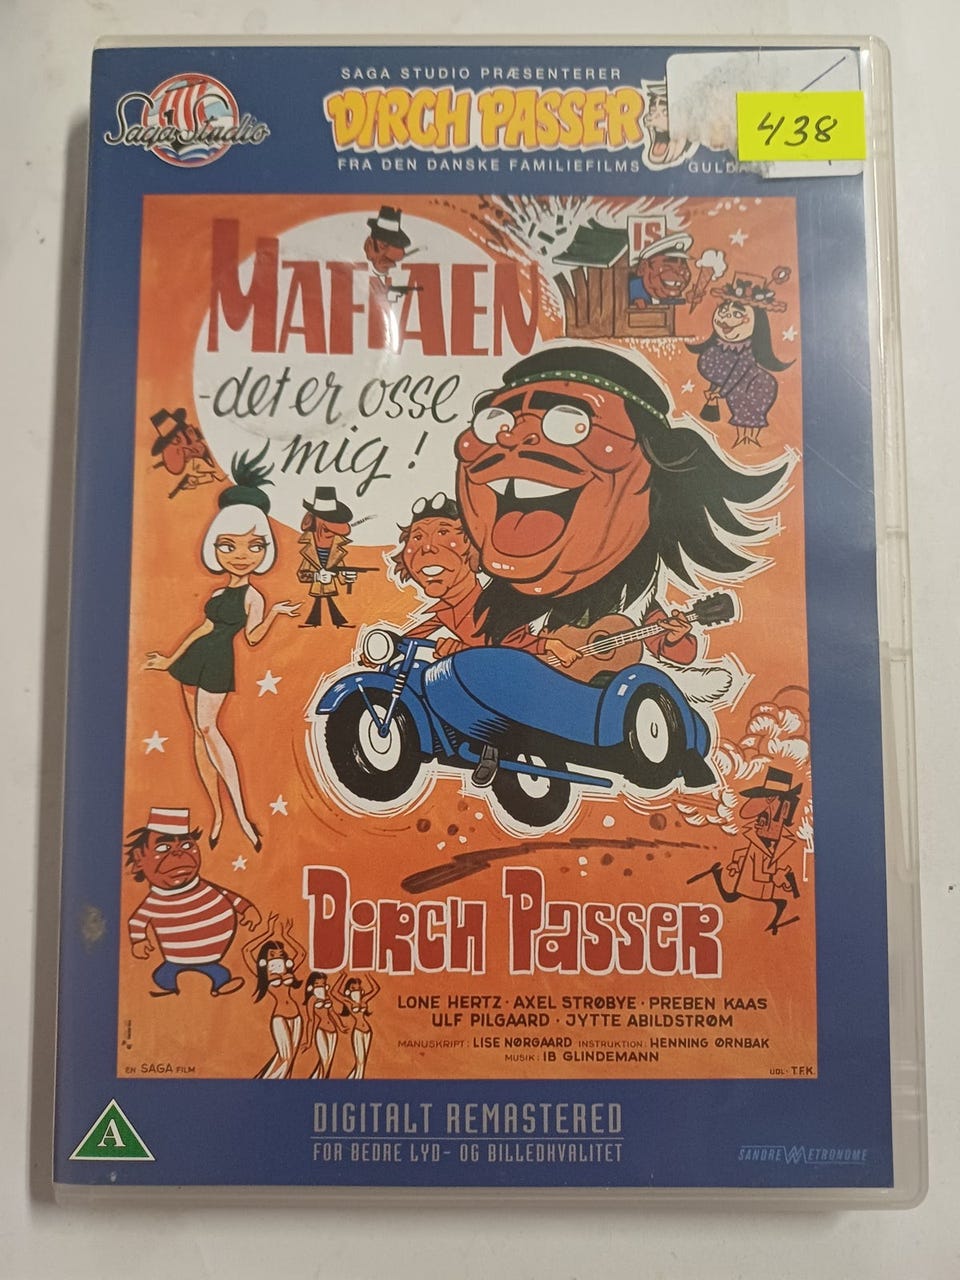 Saga Studio
SAGA STUDIO PRÆSENTERER
DIRCH PASSER
FRA DEN DANSKE FAMILIEFILMS
438
IS
MAFIAEN
-det er osse
mig!
DIRCH PASSER
LONE HERTZ · AXEL STRØBYE · PREBEN KAAS
ULF PILGAARD · JYTTE ABILDSTRØM
MANUSKRIPT: LISE NØRGAARD INSTRUKTION: HENNING ØRNBAK
MUSIK: IB GLINDEMANN
EN SAGA FILM
UDL: T.F.K.
A
DIGITALT REMASTERED
FOR BEDRE LYD- OG BILLEDKVALITET
SANDREW METRONOME